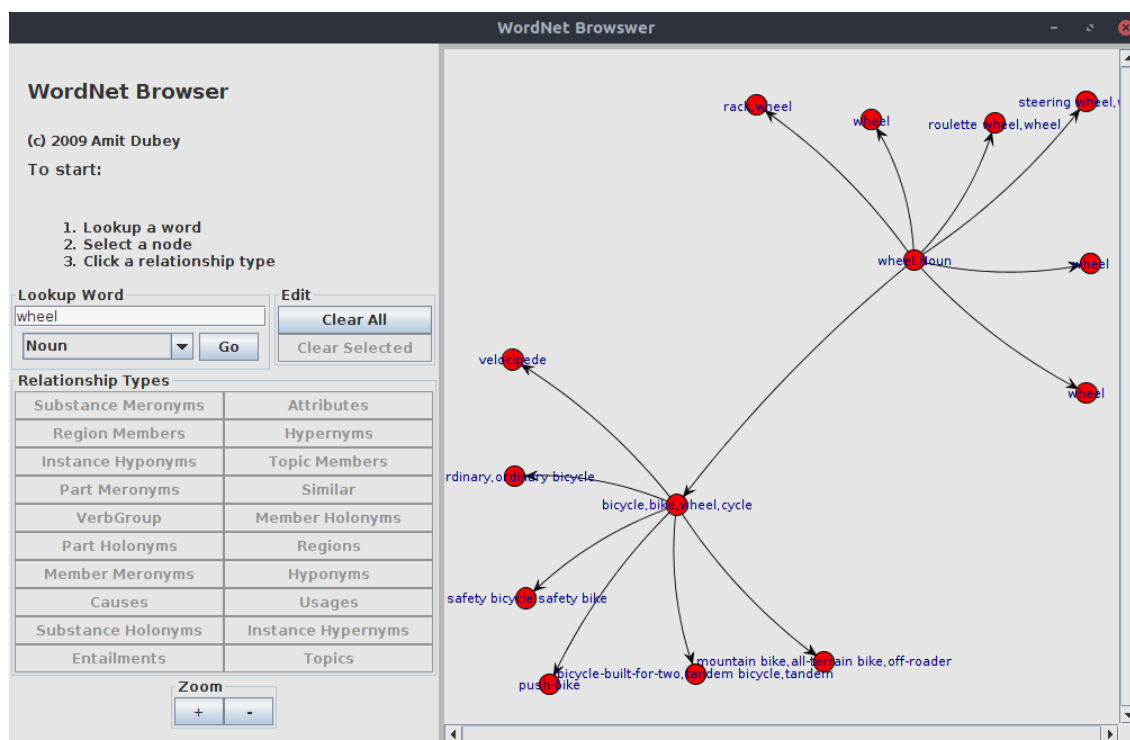 WordNet Browswer
WordNet Browser
(c) 2009 Amit Dubey
To start:
1. Lookup a word
2. Select a node
3. Click a relationship type
Lookup Word
wheel
Noun
Go
Edit
Clear All
Clear Selected
Relationship Types
Substance Meronyms
Attributes
Region Members
Hypernyms
Instance Hyponyms
Topic Members
Part Meronyms
Similar
VerbGroup
Member Holonyms
Part Holonyms
Regions
Member Meronyms
Hyponyms
Causes
Usages
Substance Holonyms
Instance Hypernyms
Entailments
Topics
Zoom
+
-
rack,wheel
wheel
roulette wheel,wheel
steering wheel,
wheel,Noun
wheel
wheel
velocipede
rdinary,ordinary bicycle
bicycle,bike,wheel,cycle
safety bicycle,safety bike
mountain bike,all-terrain bike,off-roader
bicycle-built-for-two,tandem bicycle,tandem
push-bike